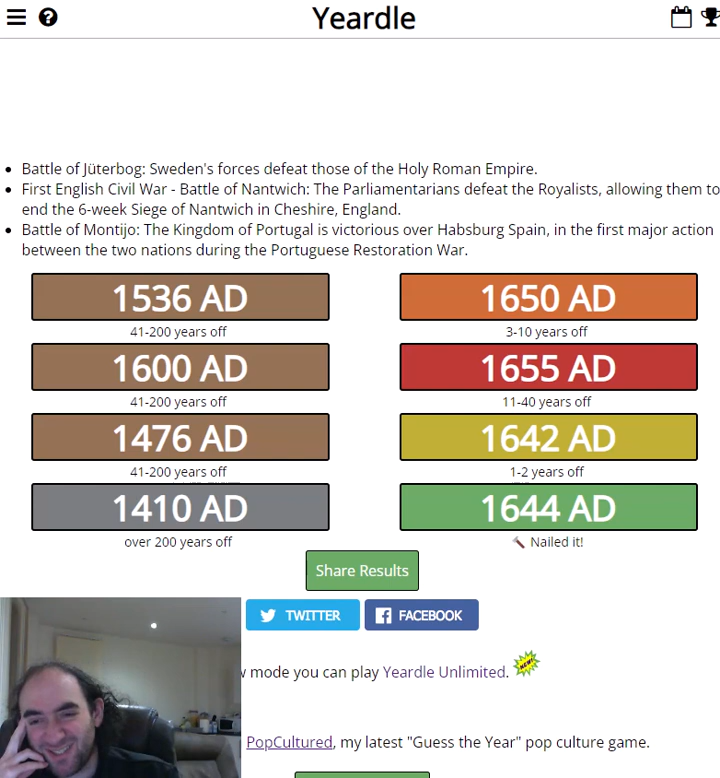 Yeardle
Battle of Jüterbog: Sweden's forces defeat those of the Holy Roman Empire.
First English Civil War - Battle of Nantwich: The Parliamentarians defeat the Royalists, allowing them to
end the 6-week Siege of Nantwich in Cheshire, England.
Battle of Montijo: The Kingdom of Portugal is victorious over Habsburg Spain, in the first major action
between the two nations during the Portuguese Restoration War.
1536 AD
41-200 years off
1600 AD
41-200 years off
1476 AD
41-200 years off
1410 AD
over 200 years off
1650 AD
3-10 years off
1655 AD
11-40 years off
1642 AD
1-2 years off
1644 AD
Nailed it!
Share Results
TWITTER
FACEBOOK
mode you can play Yeardle Unlimited. NEW!
PopCultured, my latest "Guess the Year" pop culture game.